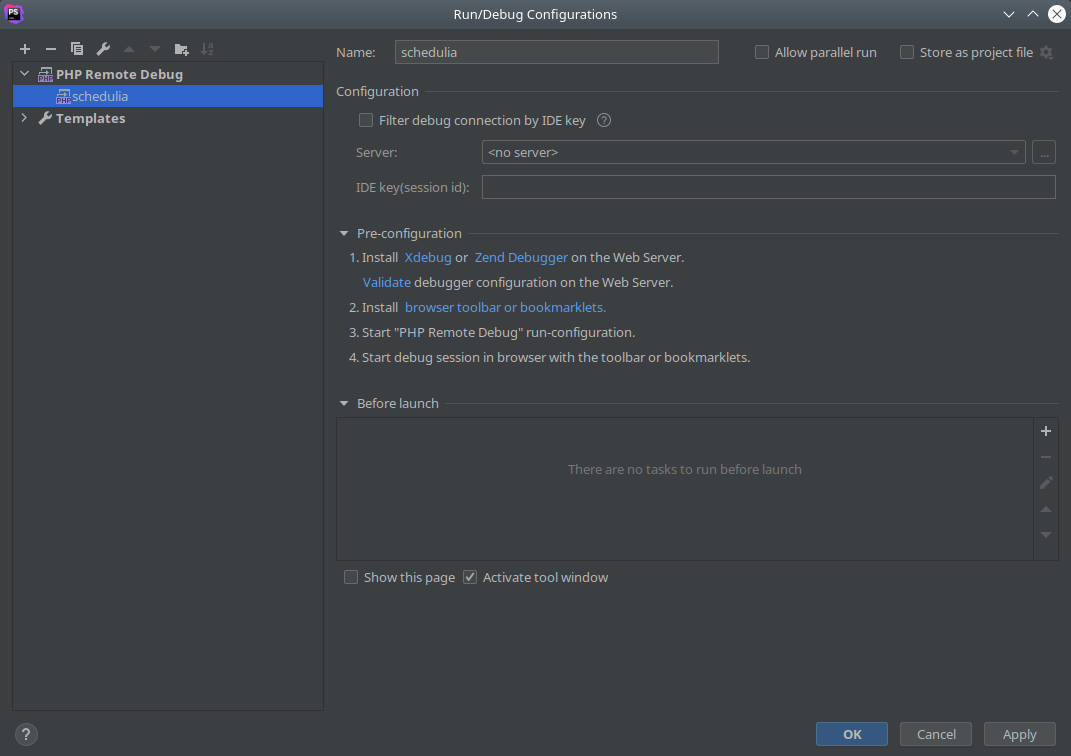 PS Run/Debug Configurations
Name: schedulia Allow parallel run Store as project file
PHP PHP Remote Debug
PHP schedulia
Templates
Configuration
Filter debug connection by IDE key ?
Server: <no server> ...
IDE key(session id):
Pre-configuration
1. Install Xdebug or Zend Debugger on the Web Server.
Validate debugger configuration on the Web Server.
2. Install browser toolbar or bookmarklets.
3. Start "PHP Remote Debug" run-configuration.
4. Start debug session in browser with the toolbar or bookmarklets.
Before launch
There are no tasks to run before launch
Show this page Activate tool window
? OK Cancel Apply